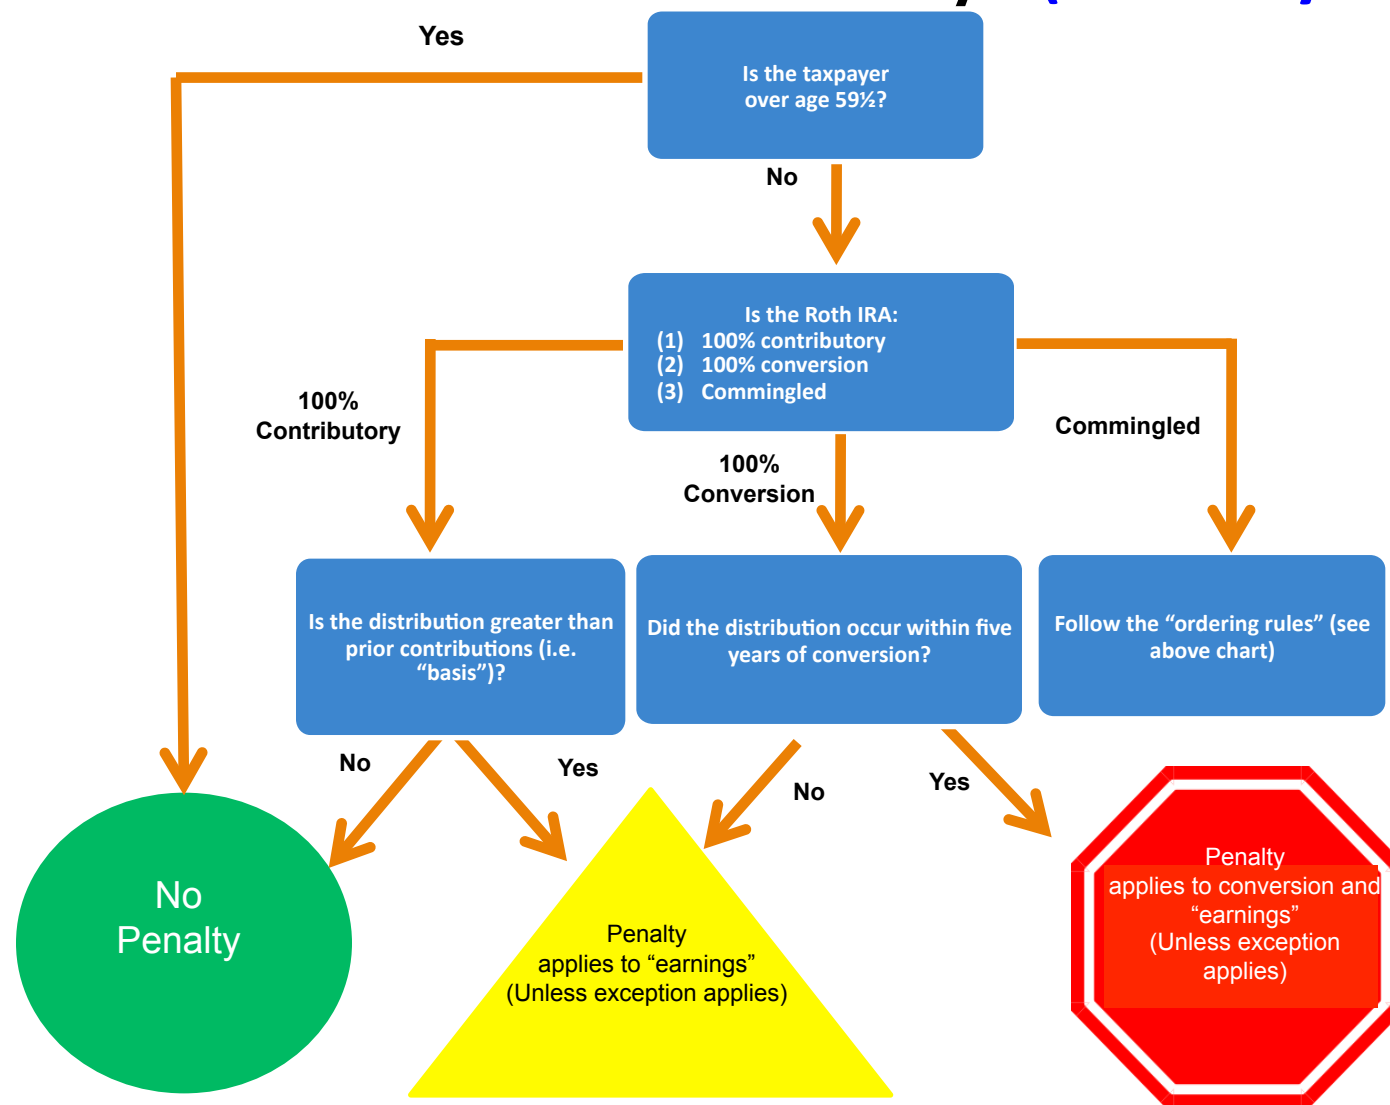 Yes
Is the taxpayer
over age 59½?
No
Is the Roth IRA:
(1) 100% contributory
(2) 100% conversion
(3) Commingled
100%
Contributory
100%
Conversion
Commingled
Is the distribution greater than
prior contributions (i.e.
“basis”)?
Did the distribution occur within five
years of conversion?
Follow the “ordering rules” (see
above chart)
No
Yes
No
Yes
No
Penalty
Penalty
applies to “earnings”
(Unless exception applies)
Penalty
applies to conversion and
“earnings”
(Unless exception
applies)